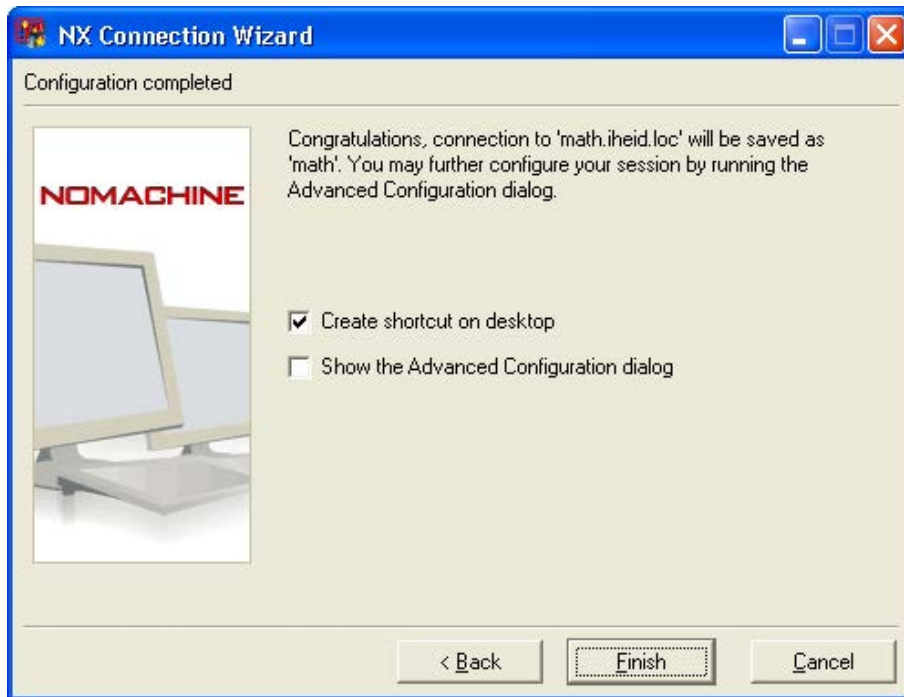 NX Connection Wizard
Configuration completed
NOMACHINE
Congratulations, connection to 'math.iheid.loc' will be saved as
'math'. You may further configure your session by running the
Advanced Configuration dialog.
Create shortcut on desktop
Show the Advanced Configuration dialog
< Back
Finish
Cancel